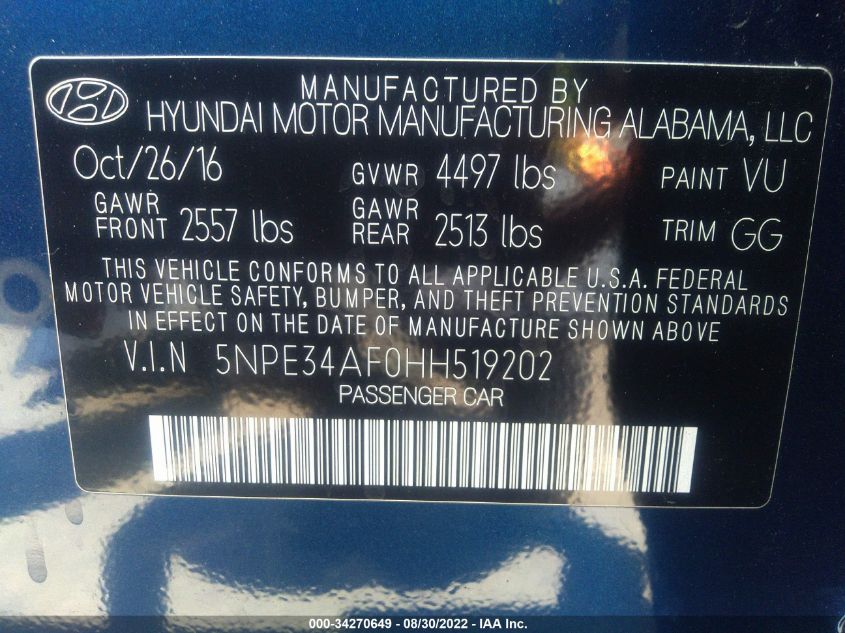 MANUFACTURED BY
HYUNDAI MOTOR MANUFACTURING ALABAMA, LLC
Oct/26/16 GVWR 4497 lbs PAINT VU
GAWR FRONT 2557 lbs GAWR REAR 2513 lbs TRIM GG
THIS VEHICLE CONFORMS TO ALL APPLICABLE U.S.A. FEDERAL
MOTOR VEHICLE SAFETY, BUMPER, AND THEFT PREVENTION STANDARDS
IN EFFECT ON THE DATE OF MANUFACTURE SHOWN ABOVE
V.I.N 5NPE34AF0HH519202
PASSENGER CAR
000-34270649 - 08/30/2022 - IAA Inc.